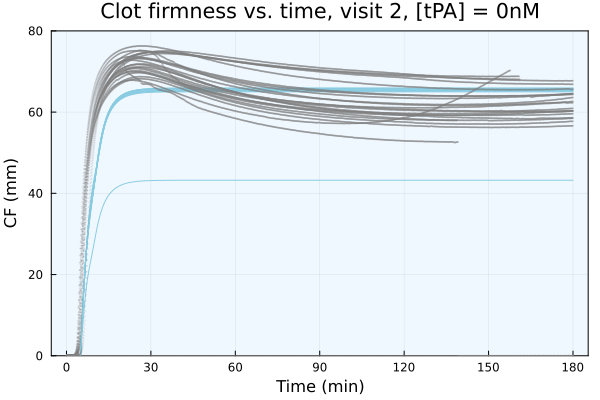 Clot firmness vs. time, visit 2, [tPA] = 0nM
CF (mm)
80
60
40
20
0
0 30 60 90 120 150 180
Time (min)